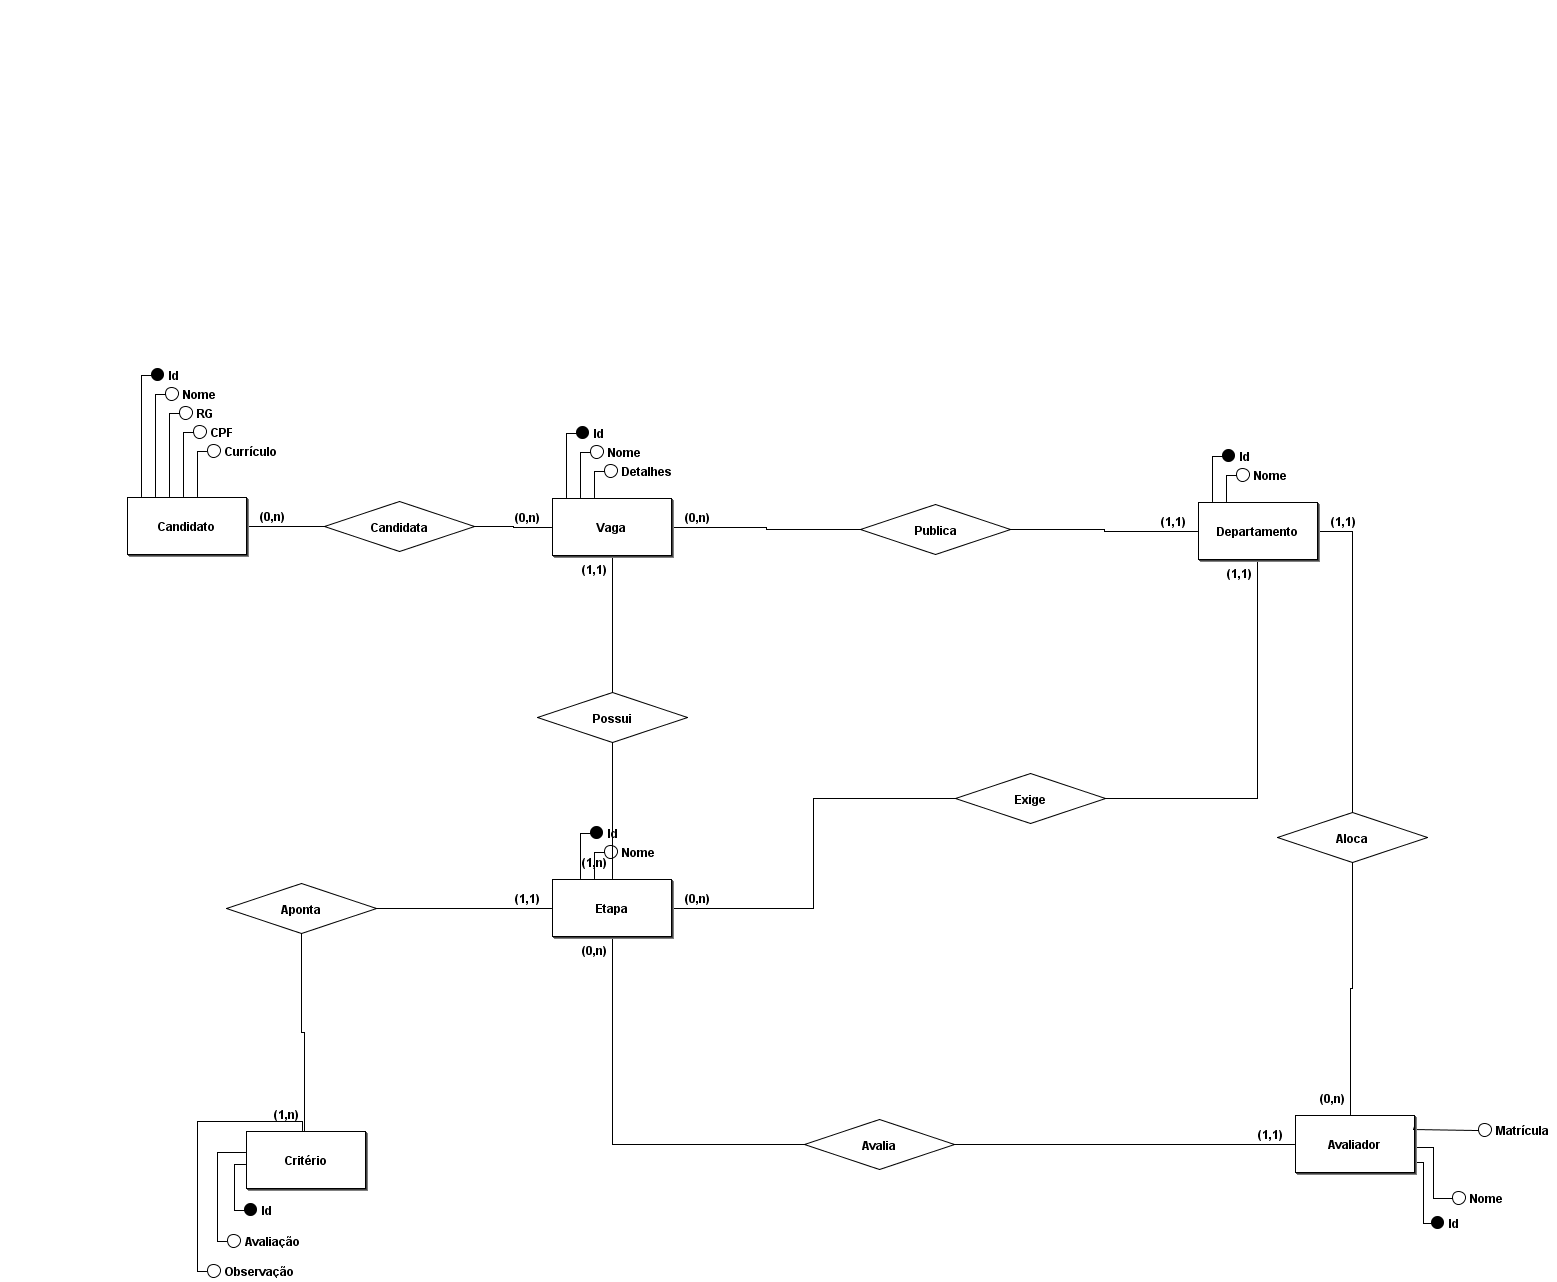 Id
Nome
RG
CPF
Currículo
Id
Nome
Detalhes
Id
Nome
Candidato
(0,n)
Candidata
(0,n)
Vaga
(0,n)
Publica
(1,1)
Departamento
(1,1)
(1,1)
(1,1)
Possui
Exige
Aloca
Id
Nome
(1,n)
Aponta
(1,1)
Etapa
(0,n)
(0,n)
(1,n)
Critério
Id
Avaliação
Observação
Avalia
(1,1)
(0,n)
Avaliador
Matrícula
Nome
Id